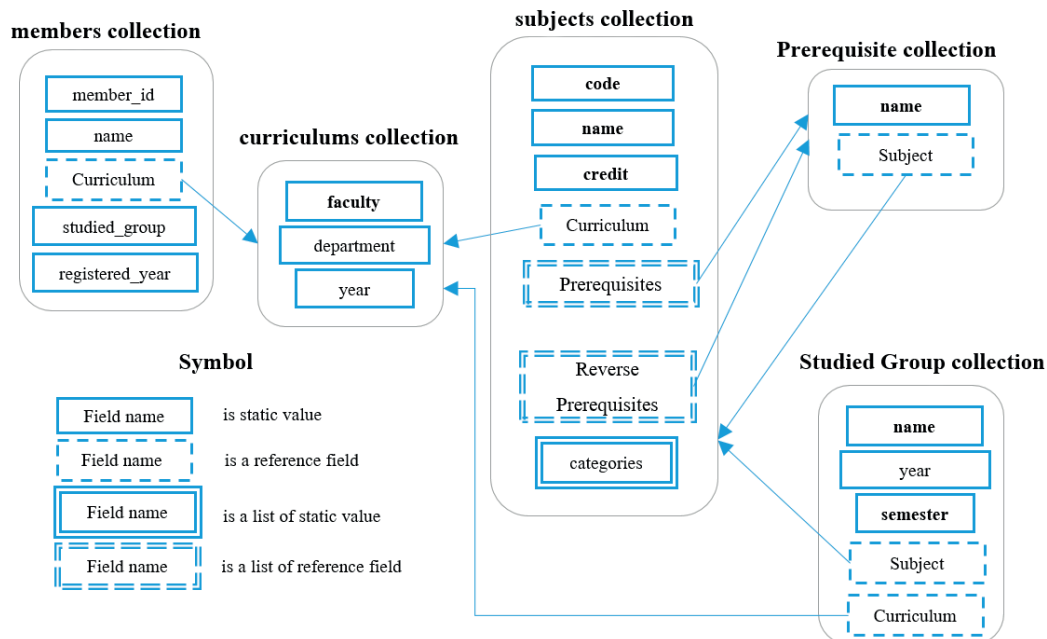 members collection
member_id
name
Curriculum
studied_group
registered_year
curriculums collection
faculty
department
year
subjects collection
code
name
credit
Curriculum
Prerequisites
Reverse
Prerequisites
categories
Prerequisite collection
name
Subject
Studied Group collection
name
year
semester
Subject
Curriculum
Symbol
Field name is static value
Field name is a reference field
Field name is a list of static value
Field name is a list of reference field